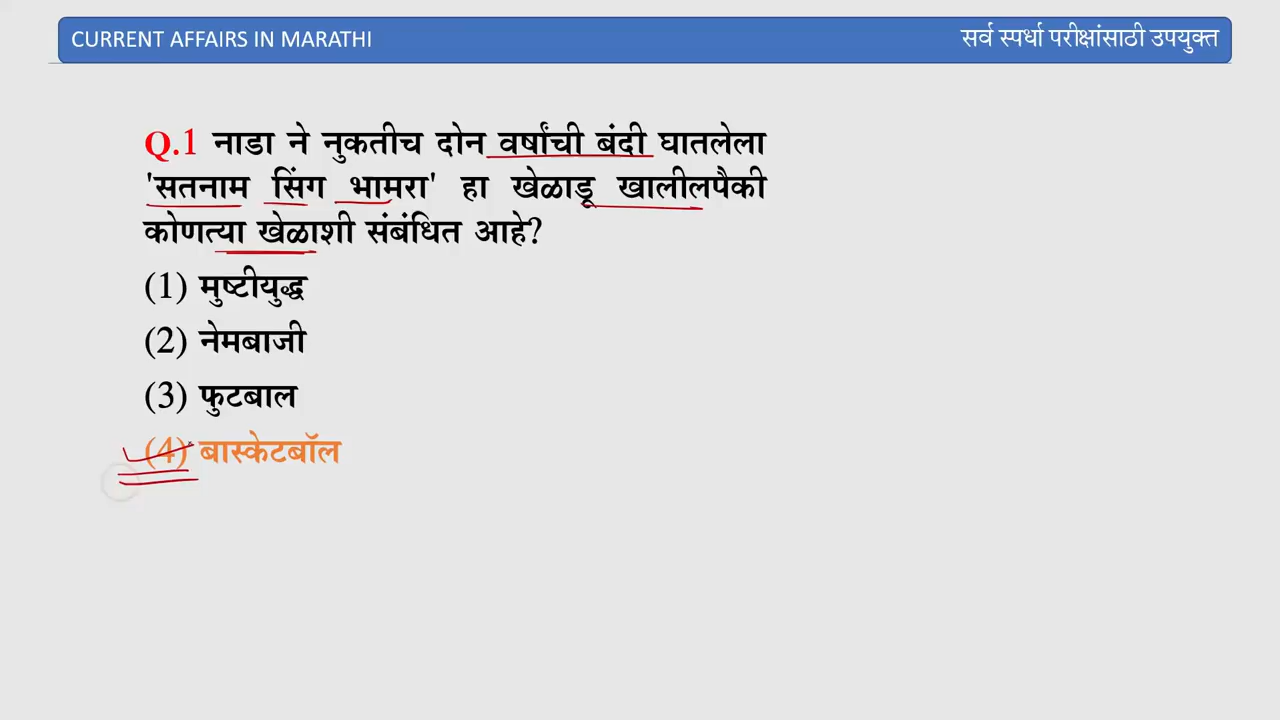 CURRENT AFFAIRS IN MARATHI
सर्व स्पर्धा परीक्षांसाठी उपयुक्त
Q.1 नाडा ने नुकतीच दोन वर्षांची बंदी घातलेला
'सतनाम सिंग भामरा' हा खेळाडू खालीलपैकी
कोणत्या खेळाशी संबंधित आहे?
(1) मुष्टीयुद्ध
(2) नेमबाजी
(3) फुटबाल
(4) बास्केटबॉल